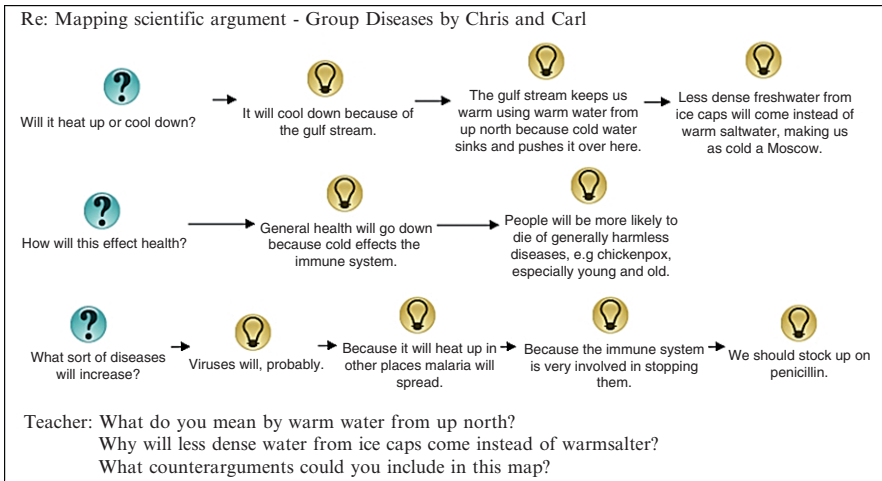 Re: Mapping scientific argument - Group Diseases by Chris and Carl
Will it heat up or cool down?
It will cool down because of
the gulf stream.
The gulf stream keeps us
warm using warm water from
up north because cold water
sinks and pushes it over here.
Less dense freshwater from
ice caps will come instead of
warm saltwater, making us
as cold a Moscow.
How will this effect health?
General health will go down
because cold effects the
immune system.
People will be more likely to
die of generally harmless
diseases, e.g chickenpox,
especially young and old.
What sort of diseases
will increase?
Viruses will, probably.
Because it will heat up in
other places malaria will
spread.
Because the immune system
is very involved in stopping
them.
We should stock up on
penicillin.
Teacher: What do you mean by warm water from up north?
Why will less dense water from ice caps come instead of warmsalter?
What counterarguments could you include in this map?